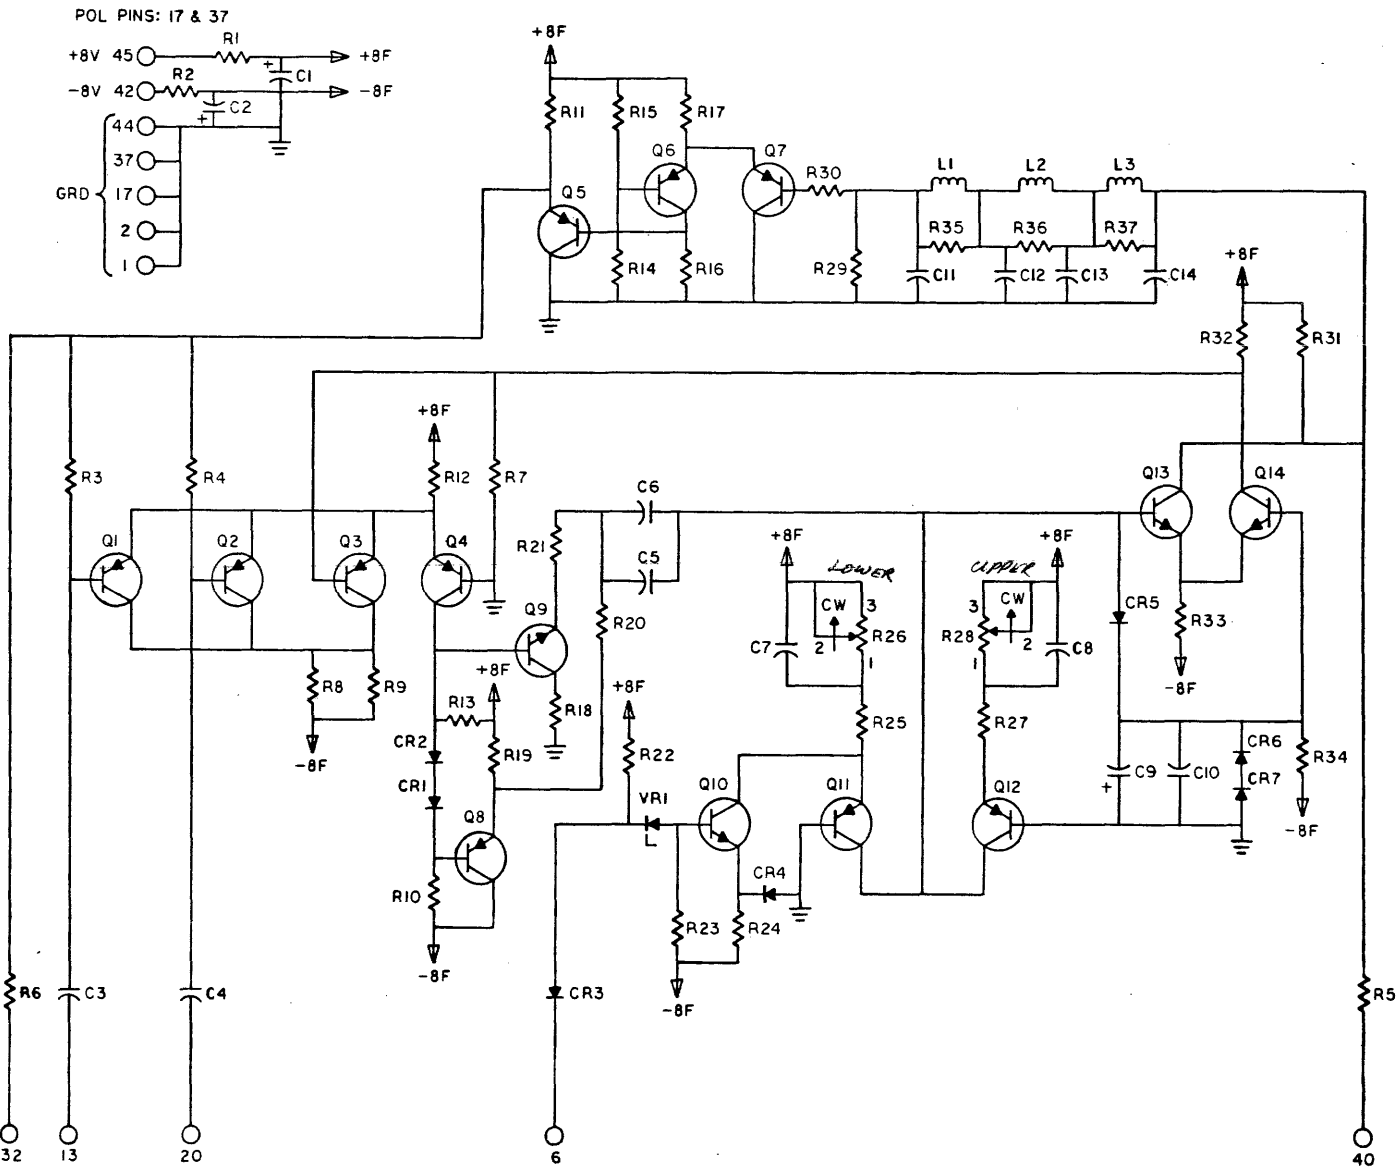 POL PINS: 17 & 37
R1
+8V 45 +8F
+ C1
R2
-8V 42 -8F
C2
+
44
37
GRD 17
2
1
+8F
R11 R15 R17
Q6 Q7
R30 L1 L2 L3
Q5
R35 R36 R37
R14 R16 R29 C11 C12 C13 C14
+8F
R32 R31
+8F
R3 R4 R12 R7
C6
Q13 Q14
Q1 Q2 Q3 Q4
R21
C5
+8F LOWER UPPER +8F
CW 3 3 CW
Q9 R20
CR5
R33
C7 2 R26 R28 2 C8
1 1
R8 R9
+8F
+8F
-8F
R13 R18
R25 R27
-8F
CR2 R19 R22
CR6
R34
CR1 VR1 Q10 Q11 Q12
+ C9 C10 CR7
L
Q8
-8F
R10
CR4
R23 R24
-8F
-8F
R6 C3 C4 CR3 R5
32 13 20 6 40